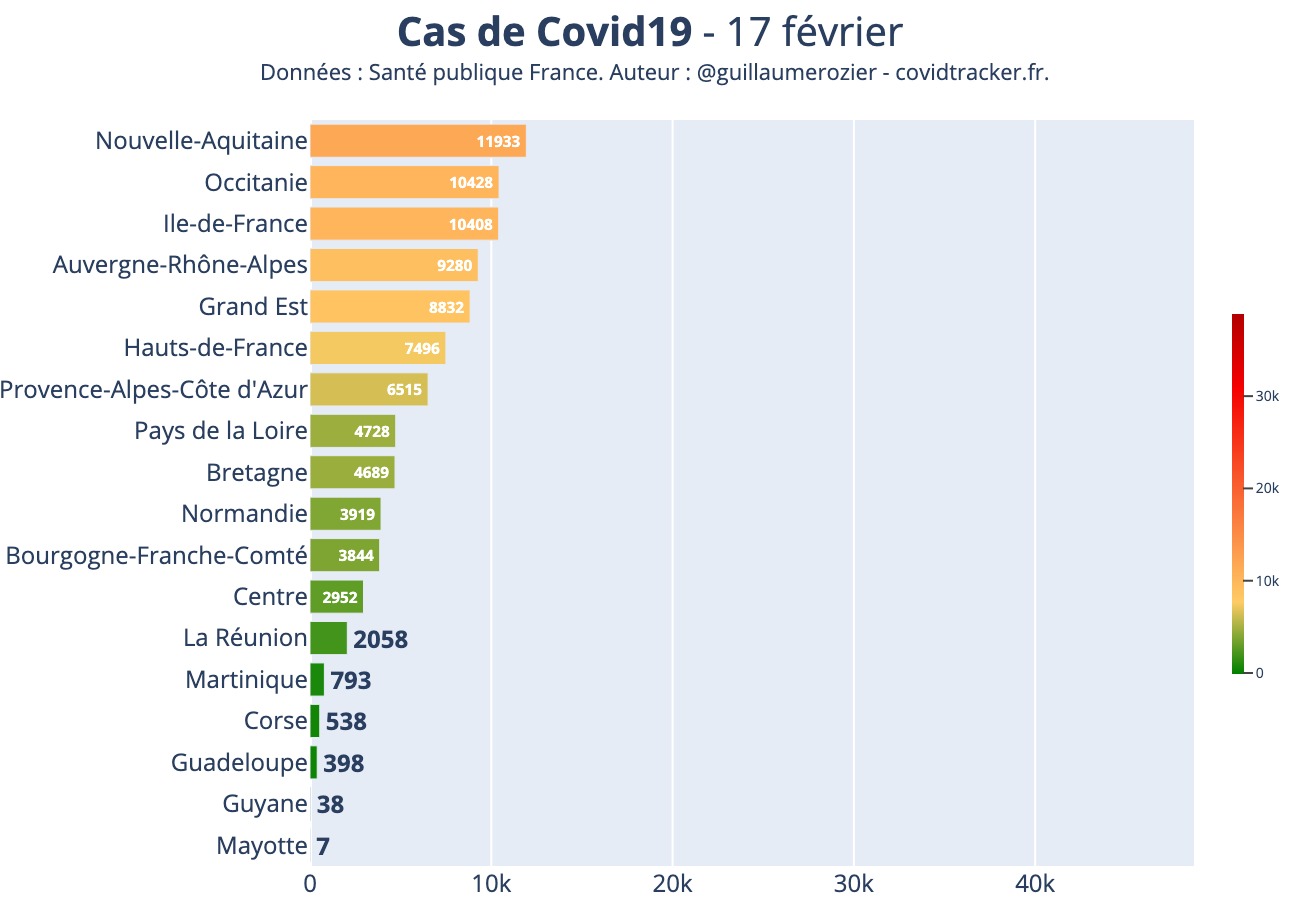 Cas de Covid19 - 17 février
Données : Santé publique France. Auteur : @guillaumerozier - covidtracker.fr.
Nouvelle-Aquitaine 11933
Occitanie 10428
Ile-de-France 10408
Auvergne-Rhône-Alpes 9280
Grand Est 8832
Hauts-de-France 7496
Provence-Alpes-Côte d'Azur 6515
Pays de la Loire 4728
Bretagne 4689
Normandie 3919
Bourgogne-Franche-Comté 3844
Centre 2952
La Réunion 2058
Martinique 793
Corse 538
Guadeloupe 398
Guyane 38
Mayotte 7
0 10k 20k 30k 40k
30k
20k
10k
0